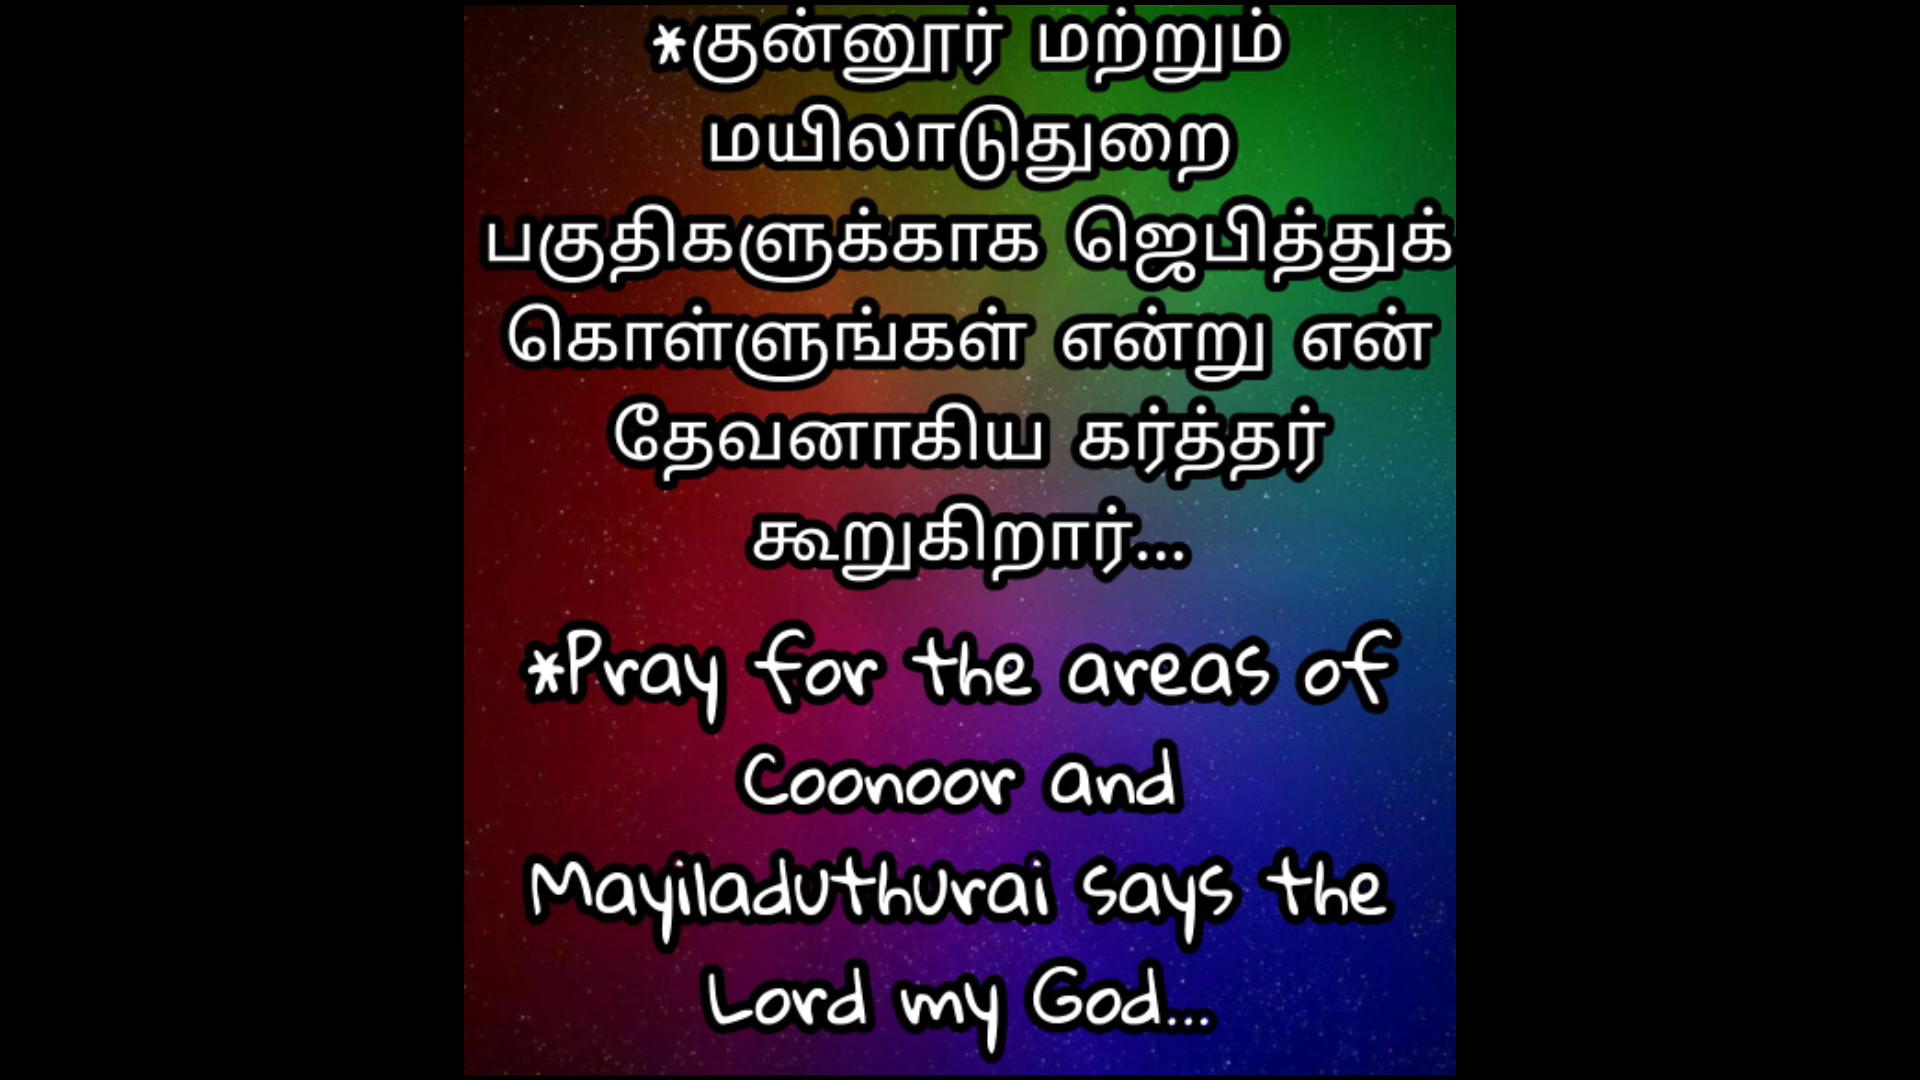 *குன்னூர் மற்றும்
மயிலாடுதுறை
பகுதிகளுக்காக ஜெபித்துக்
கொள்ளுங்கள் என்று என்
தேவனாகிய கர்த்தர்
கூறுகிறார்...
*Pray for the areas of
Coonoor and
Mayiladuthurai says the
Lord my God...